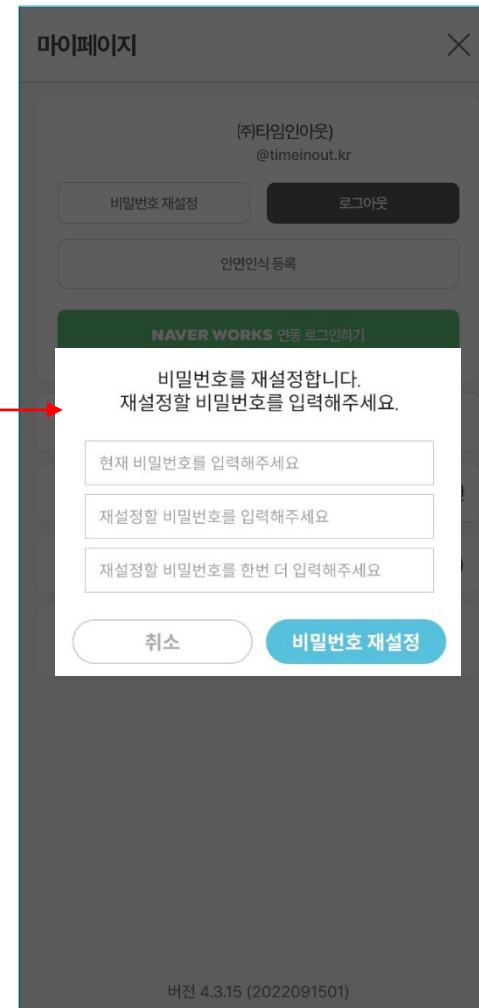 마이페이지
(주)타임인아웃)
@timeinout.kr
비밀번호 재설정
로그아웃
안면인식 등록
NAVER WORKS 연동 로그인하기
비밀번호를 재설정합니다.
재설정할 비밀번호를 입력해주세요.
현재 비밀번호를 입력해주세요
재설정할 비밀번호를 입력해주세요
재설정할 비밀번호를 한번 더 입력해주세요
취소
비밀번호 재설정
버전 4.3.15 (2022091501)